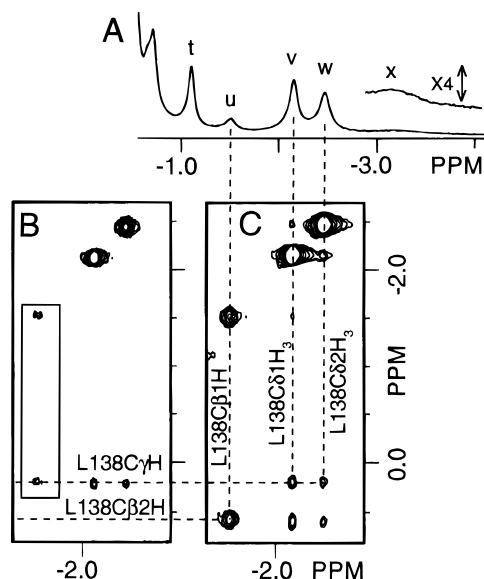 A
t
u
v
w
x
X4
-1.0
-3.0
PPM
B
C
-2.0
PPM
0.0
L138Cβ1H
L138Cδ1H3
L138Cδ2H3
L138CγH
L138Cβ2H
-2.0
-2.0
PPM